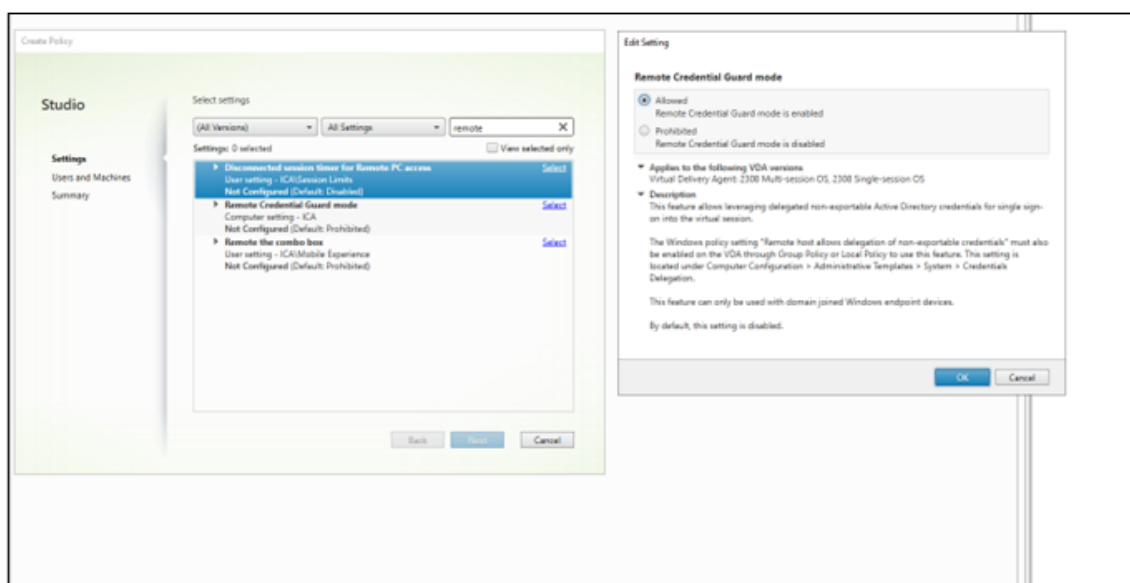 Create Policy
Studio
Settings
Users and Machines
Summary
Select settings
(All Versions)
All Settings
remote
Settings: 0 selected
View selected only
Disconnected session timer for Remote PC access
Select
User setting - ICA\Session Limits
Not Configured (Default: Disabled)
Remote Credential Guard mode
Select
Computer setting - ICA
Not Configured (Default: Prohibited)
Remote the combo box
Select
User setting - ICA\Mobile Experience
Not Configured (Default: Prohibited)
Back
Next
Cancel
Edit Setting
Remote Credential Guard mode
Allowed
Remote Credential Guard mode is enabled
Prohibited
Remote Credential Guard mode is disabled
Applies to the following VDA versions
Virtual Delivery Agent: 2308 Multi-session OS, 2308 Single-session OS
Description
This feature allows leveraging delegated non-exportable Active Directory credentials for single sign-
on into the virtual session.
The Windows policy setting "Remote host allows delegation of non-exportable credentials" must also
be enabled on the VDA through Group Policy or Local Policy to use this feature. This setting is
located under Computer Configuration > Administrative Templates > System > Credentials
Delegation.
This feature can only be used with domain joined Windows endpoint devices.
By default, this setting is disabled.
OK
Cancel